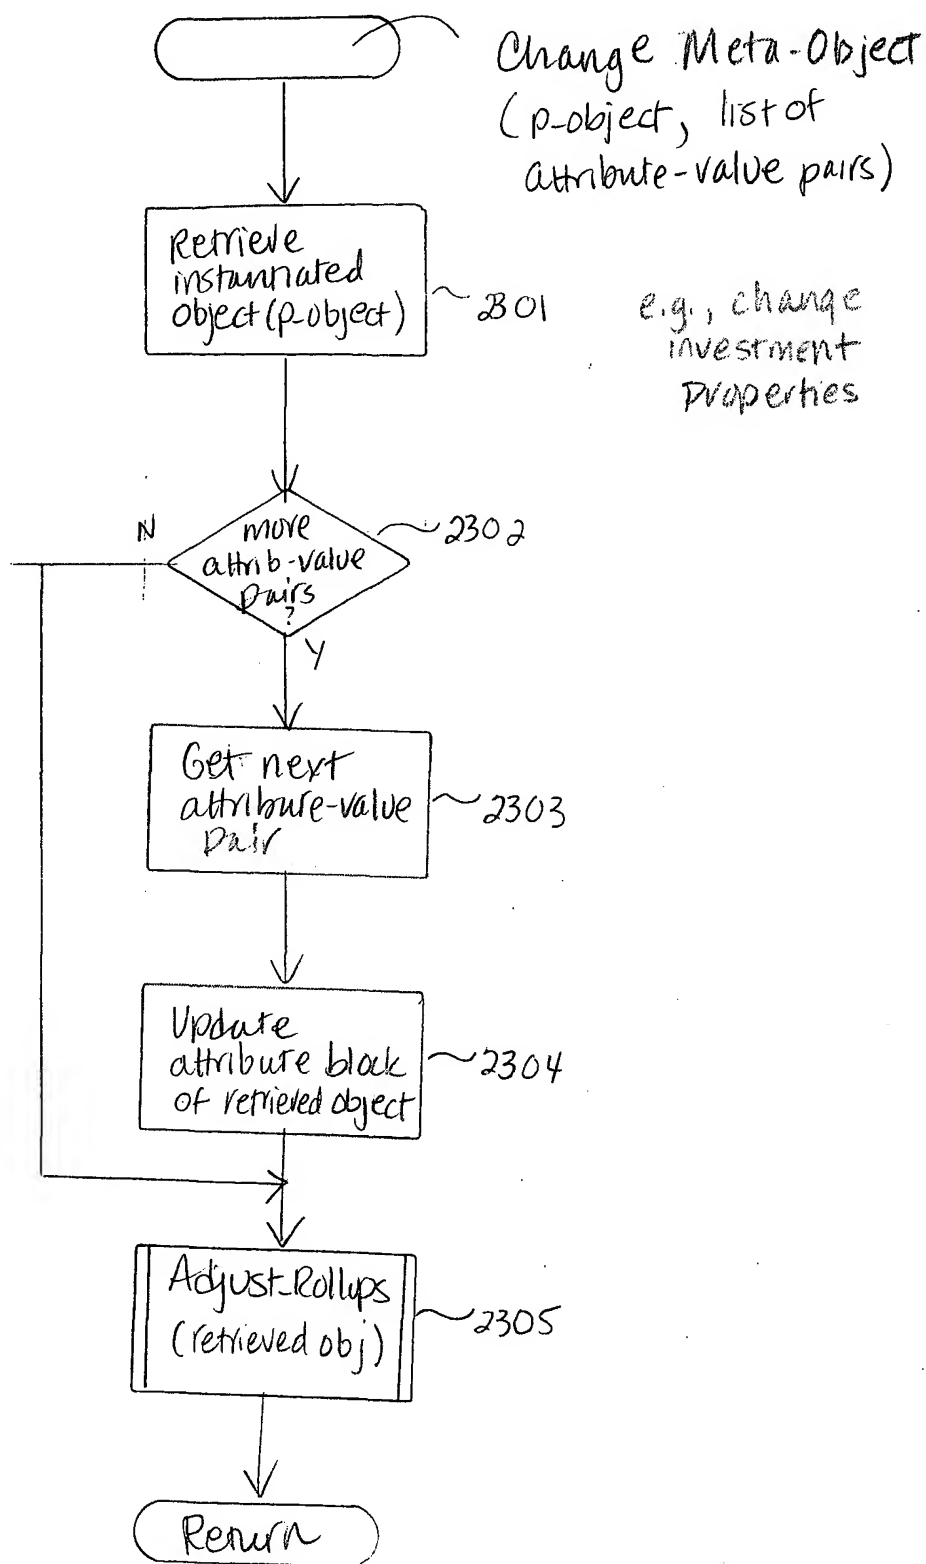 Change Meta-Object
(p-object, list of
attribute-value pairs)
Retrieve
instantiated
object (p-object)
2301
e.g., change
investment
properties
N
more
attrib-value
pairs
?
2302
Y
Get next
attribute-value
pair
2303
Update
attribute block
of retrieved object
2304
Adjust_Rollups
(retrieved obj)
2305
Return